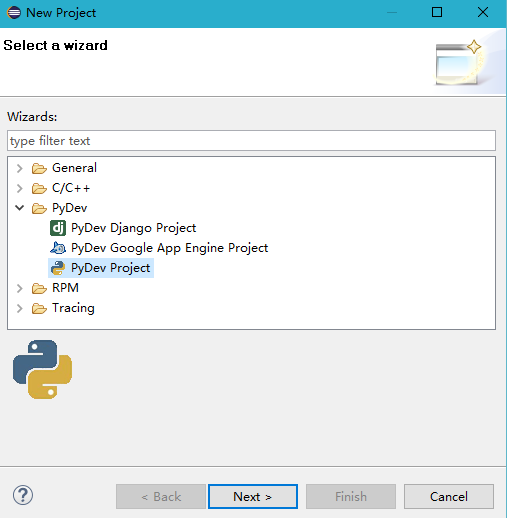 New Project
Select a wizard
Wizards:
type filter text
General
C/C++
PyDev
dj PyDev Django Project
PyDev Google App Engine Project
PyDev Project
RPM
Tracing
? < Back Next > Finish Cancel